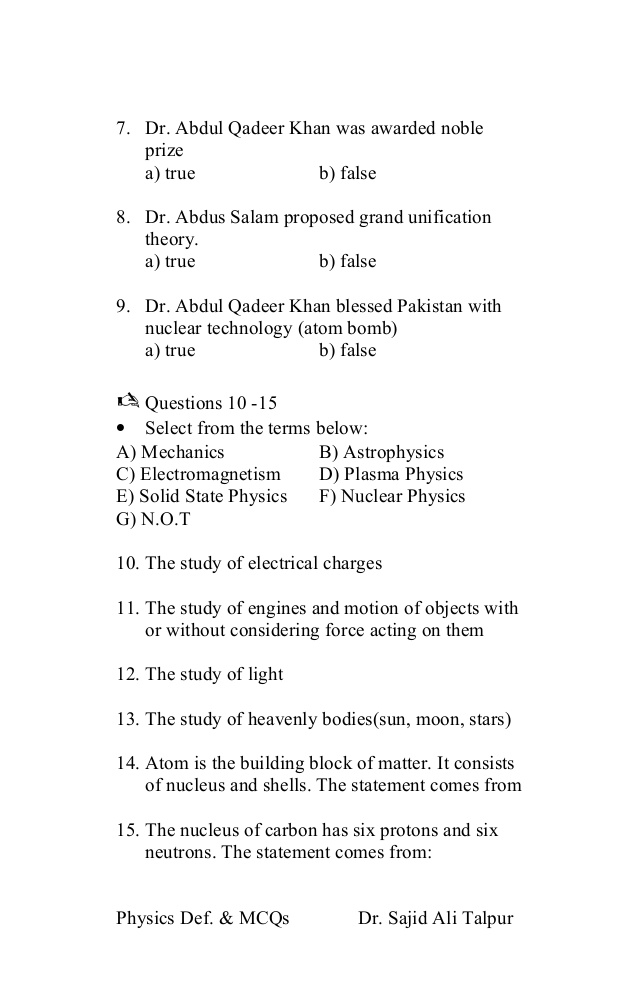 7. Dr. Abdul Qadeer Khan was awarded noble
prize
a) true b) false
8. Dr. Abdus Salam proposed grand unification
theory.
a) true b) false
9. Dr. Abdul Qadeer Khan blessed Pakistan with
nuclear technology (atom bomb)
a) true b) false
Questions 10 -15
• Select from the terms below:
A) Mechanics B) Astrophysics
C) Electromagnetism D) Plasma Physics
E) Solid State Physics F) Nuclear Physics
G) N.O.T
10. The study of electrical charges
11. The study of engines and motion of objects with
or without considering force acting on them
12. The study of light
13. The study of heavenly bodies(sun, moon, stars)
14. Atom is the building block of matter. It consists
of nucleus and shells. The statement comes from
15. The nucleus of carbon has six protons and six
neutrons. The statement comes from:
Physics Def. & MCQs Dr. Sajid Ali Talpur